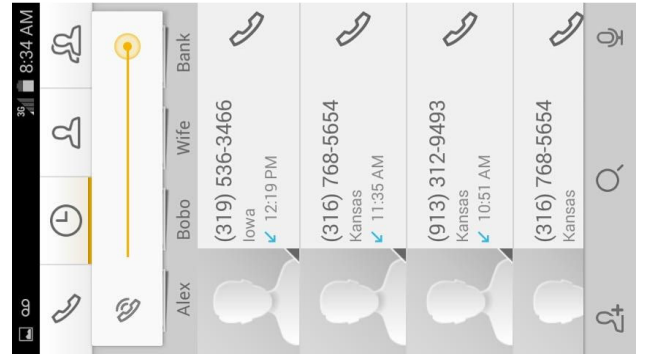 3G 8:34 AM
Alex Bobo Wife Bank
(319) 536-3466
Iowa
12:19 PM
(316) 768-5654
Kansas
11:35 AM
(913) 312-9493
Kansas
10:51 AM
(316) 768-5654
Kansas